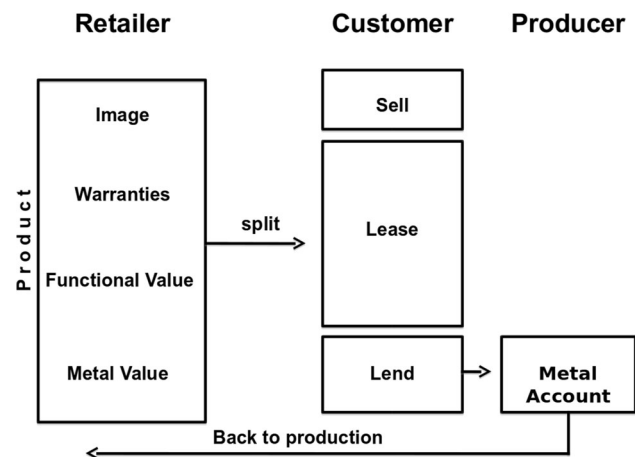 Retailer
Customer
Producer
Product
Image
Warranties
Functional Value
Metal Value
split
Sell
Lease
Lend
Metal
Account
Back to production